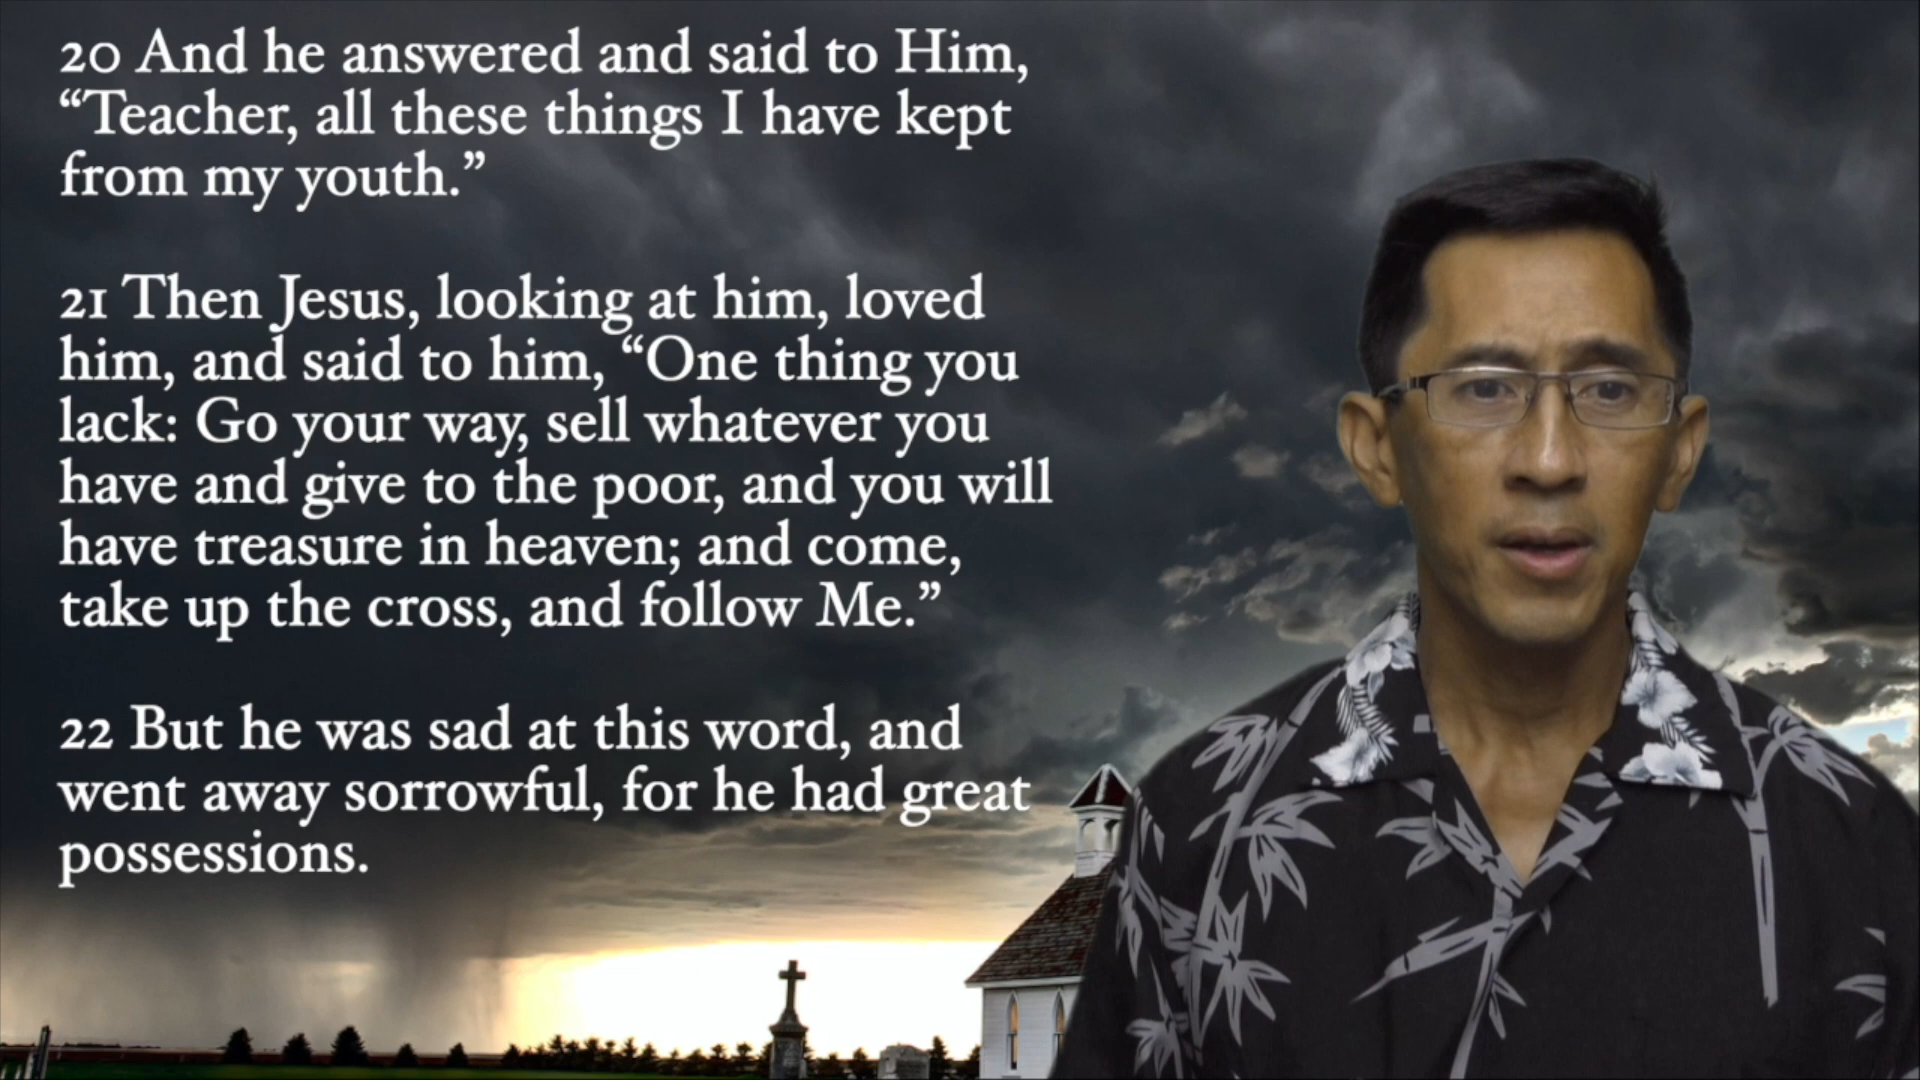 20 And he answered and said to Him,
“Teacher, all these things I have kept
from my youth.”
21 Then Jesus, looking at him, loved
him, and said to him, “One thing you
lack: Go your way, sell whatever you
have and give to the poor, and you will
have treasure in heaven; and come,
take up the cross, and follow Me.”
22 But he was sad at this word, and
went away sorrowful, for he had great
possessions.